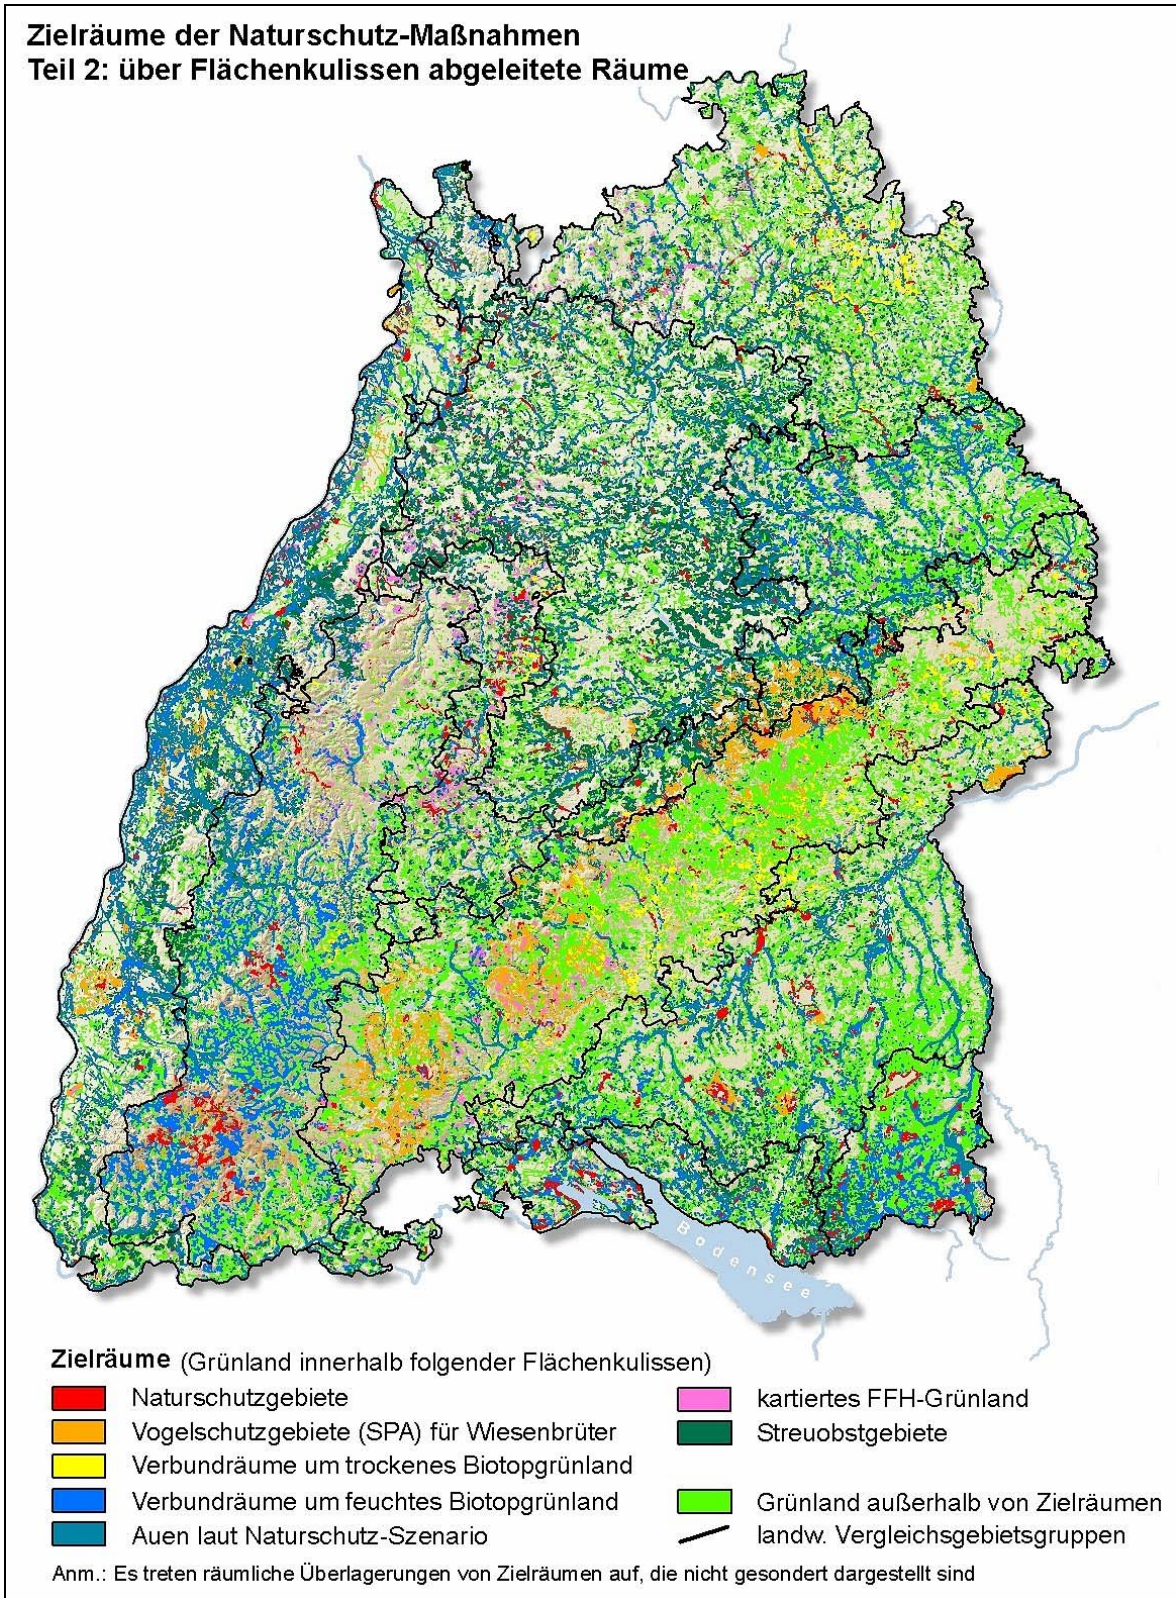 Zielräume der Naturschutz-Maßnahmen
Teil 2: über Flächenkulissen abgeleitete Räume
Bodensee
Zielräume (Grünland innerhalb folgender Flächenkulissen)
Naturschutzgebiete
Vogelschutzgebiete (SPA) für Wiesenbrüter
Verbundräume um trockenes Biotopgrünland
Verbundräume um feuchtes Biotopgrünland
Auen laut Naturschutz-Szenario
kartiertes FFH-Grünland
Streuobstgebiete
Grünland außerhalb von Zielräumen
landw. Vergleichsgebietsgruppen
Anm.: Es treten räumliche Überlagerungen von Zielräumen auf, die nicht gesondert dargestellt sind